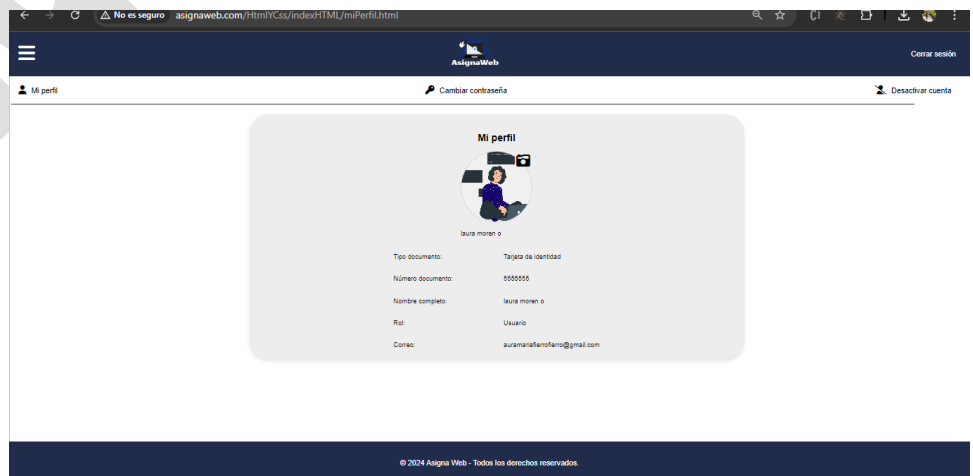 No es seguro asignaweb.com/HtmlYCss/indexHTML/miPerfil.html
AsignaWeb
Cerrar sesión
Mi perfil
Cambiar contraseña
Desactivar cuenta
Mi perfil
laura moren o
Tipo documento: Tarjeta de identidad
Número documento: 5555555
Nombre completo: laura moren o
Rol: Usuario
Correo: auramariafierrofierro@gmail.com
© 2024 Asigna Web - Todos los derechos reservados.